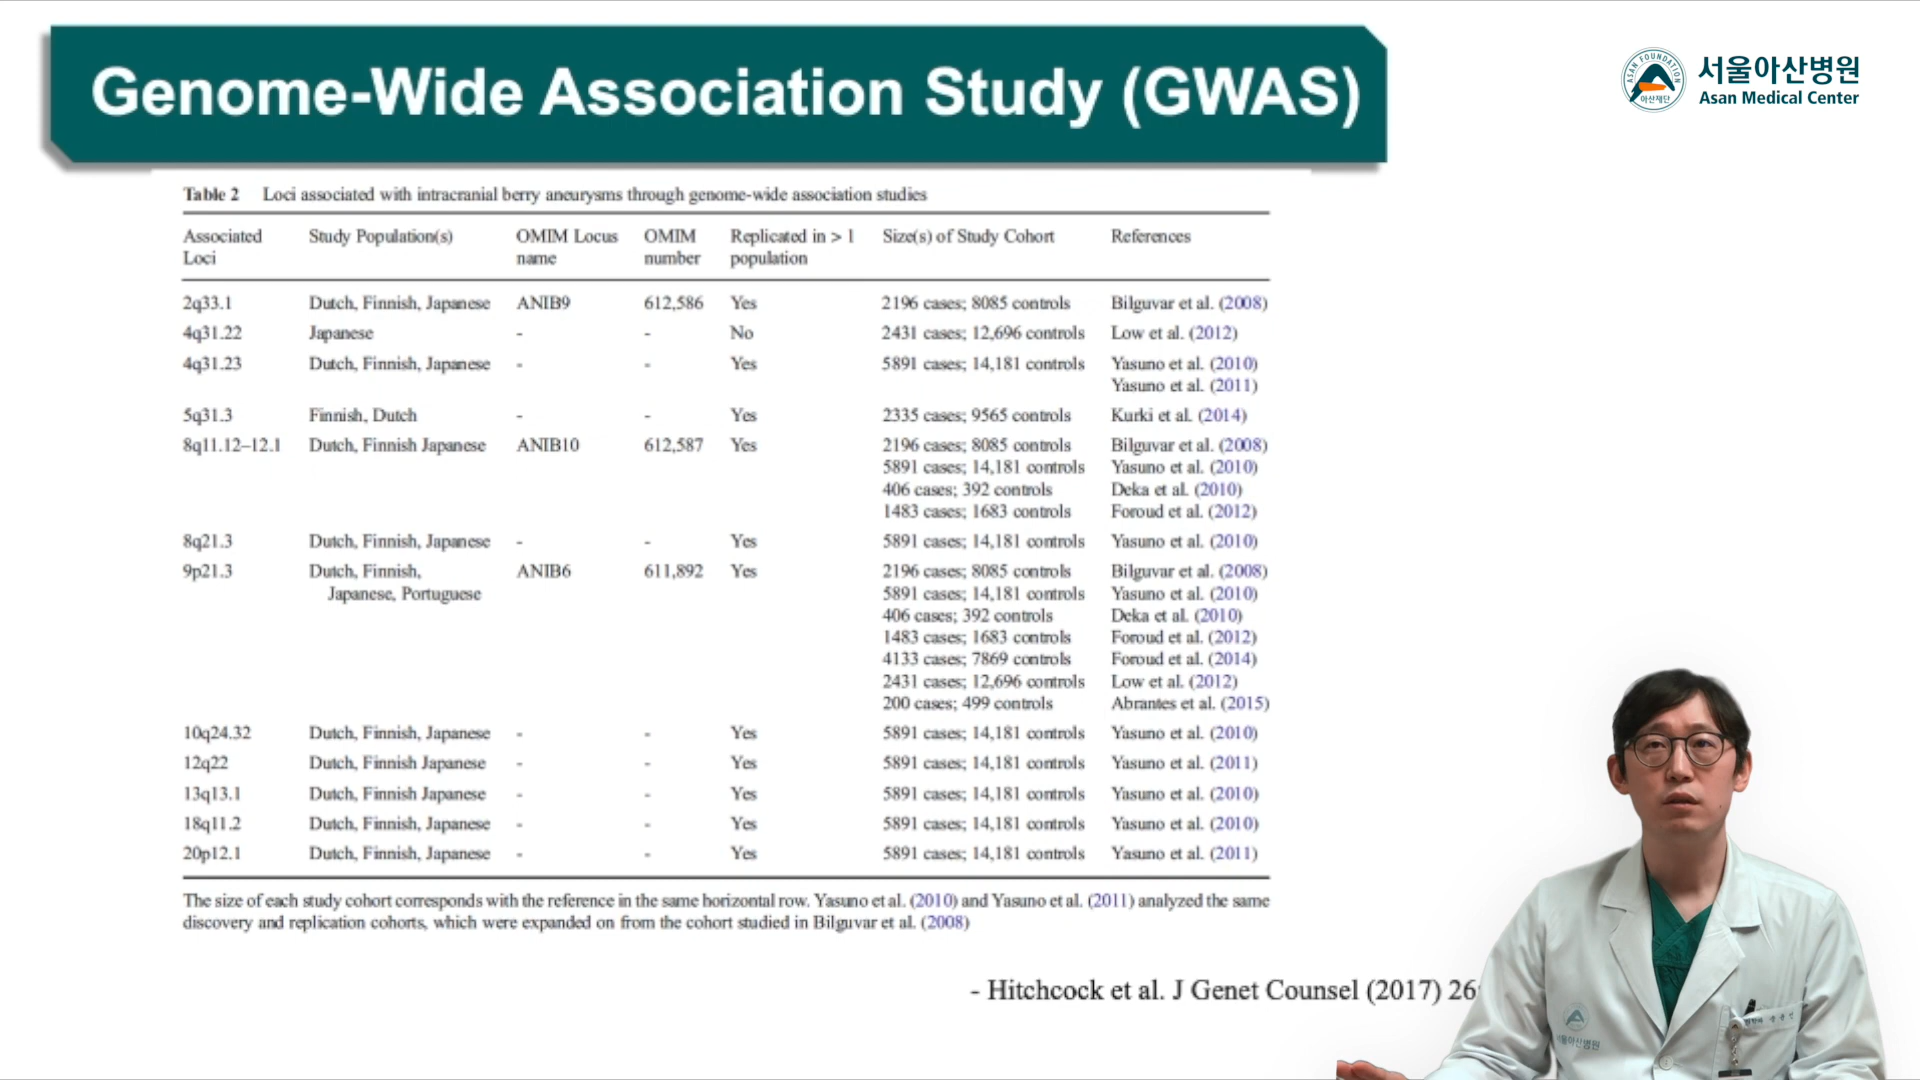 Genome-Wide Association Study (GWAS)
ASAN FOUNDATION
아산재단
서울아산병원
Asan Medical Center
Table 2 Loci associated with intracranial berry aneurysms through genome-wide association studies
Associated Loci Study Population(s) OMIM Locus name OMIM number Replicated in > 1 population Size(s) of Study Cohort References
2q33.1 Dutch, Finnish, Japanese ANIB9 612,586 Yes 2196 cases; 8085 controls Bilguvar et al. (2008)
4q31.22 Japanese - - No 2431 cases; 12,696 controls Low et al. (2012)
4q31.23 Dutch, Finnish, Japanese - - Yes 5891 cases; 14,181 controls Yasuno et al. (2010)
Yasuno et al. (2011)
5q31.3 Finnish, Dutch - - Yes 2335 cases; 9565 controls Kurki et al. (2014)
8q11.12–12.1 Dutch, Finnish Japanese ANIB10 612,587 Yes 2196 cases; 8085 controls Bilguvar et al. (2008)
5891 cases; 14,181 controls Yasuno et al. (2010)
406 cases; 392 controls Deka et al. (2010)
1483 cases; 1683 controls Foroud et al. (2012)
8q21.3 Dutch, Finnish, Japanese - - Yes 5891 cases; 14,181 controls Yasuno et al. (2010)
9p21.3 Dutch, Finnish, ANIB6 611,892 Yes 2196 cases; 8085 controls Bilguvar et al. (2008)
Japanese, Portuguese 5891 cases; 14,181 controls Yasuno et al. (2010)
406 cases; 392 controls Deka et al. (2010)
1483 cases; 1683 controls Foroud et al. (2012)
4133 cases; 7869 controls Foroud et al. (2014)
2431 cases; 12,696 controls Low et al. (2012)
200 cases; 499 controls Abrantes et al. (2015)
10q24.32 Dutch, Finnish, Japanese - - Yes 5891 cases; 14,181 controls Yasuno et al. (2010)
12q22 Dutch, Finnish Japanese - - Yes 5891 cases; 14,181 controls Yasuno et al. (2011)
13q13.1 Dutch, Finnish Japanese - - Yes 5891 cases; 14,181 controls Yasuno et al. (2010)
18q11.2 Dutch, Finnish, Japanese - - Yes 5891 cases; 14,181 controls Yasuno et al. (2010)
20p12.1 Dutch, Finnish, Japanese - - Yes 5891 cases; 14,181 controls Yasuno et al. (2011)
The size of each study cohort corresponds with the reference in the same horizontal row. Yasuno et al. (2010) and Yasuno et al. (2011) analyzed the same
discovery and replication cohorts, which were expanded on from the cohort studied in Bilguvar et al. (2008)
- Hitchcock et al. J Genet Counsel (2017) 26
서울아산병원